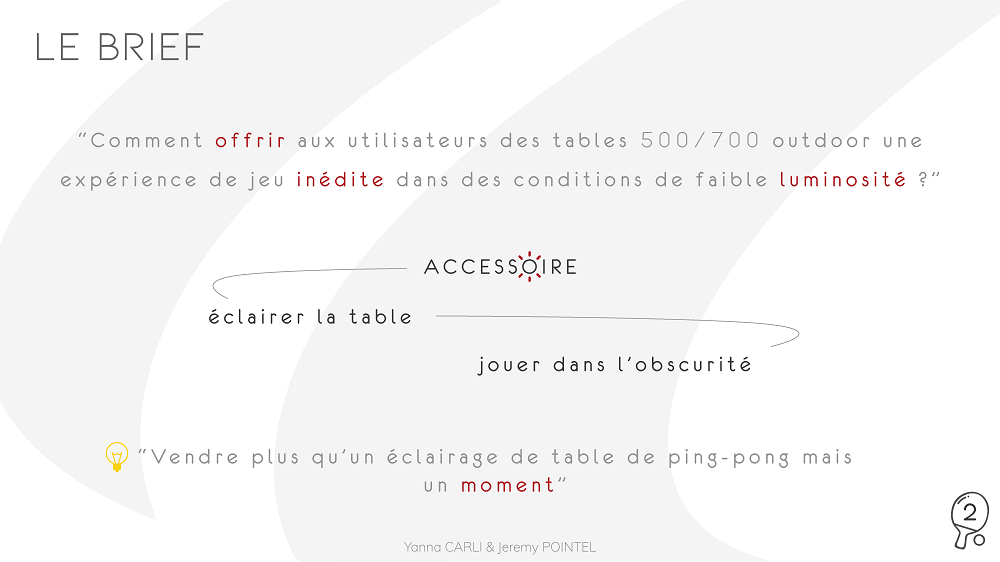 LE BRIEF
"Comment offrir aux utilisateurs des tables 500/700 outdoor une
expérience de jeu inédite dans des conditions de faible luminosité ?"
ACCESSOIRE
éclairer la table
jouer dans l'obscurité
"Vendre plus qu'un éclairage de table de ping-pong mais
un moment"
2
Yanna CARLI & Jeremy POINTEL